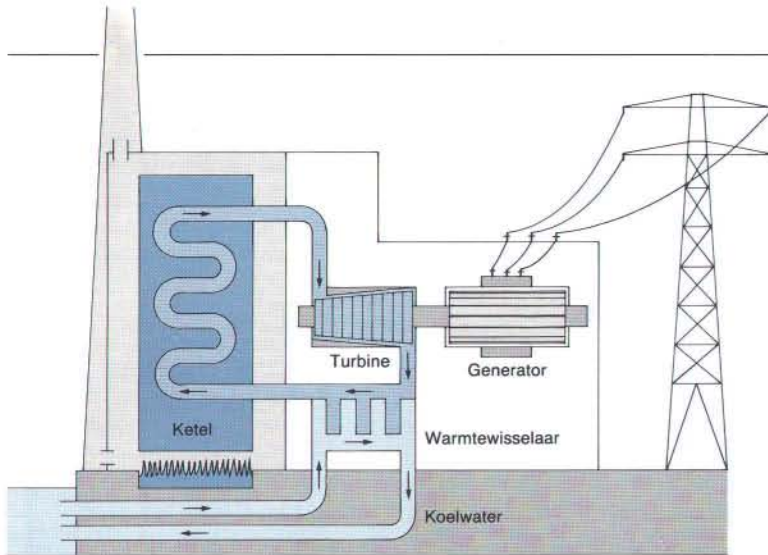 Turbine
Generator
Ketel
Warmtewisselaar
Koelwater